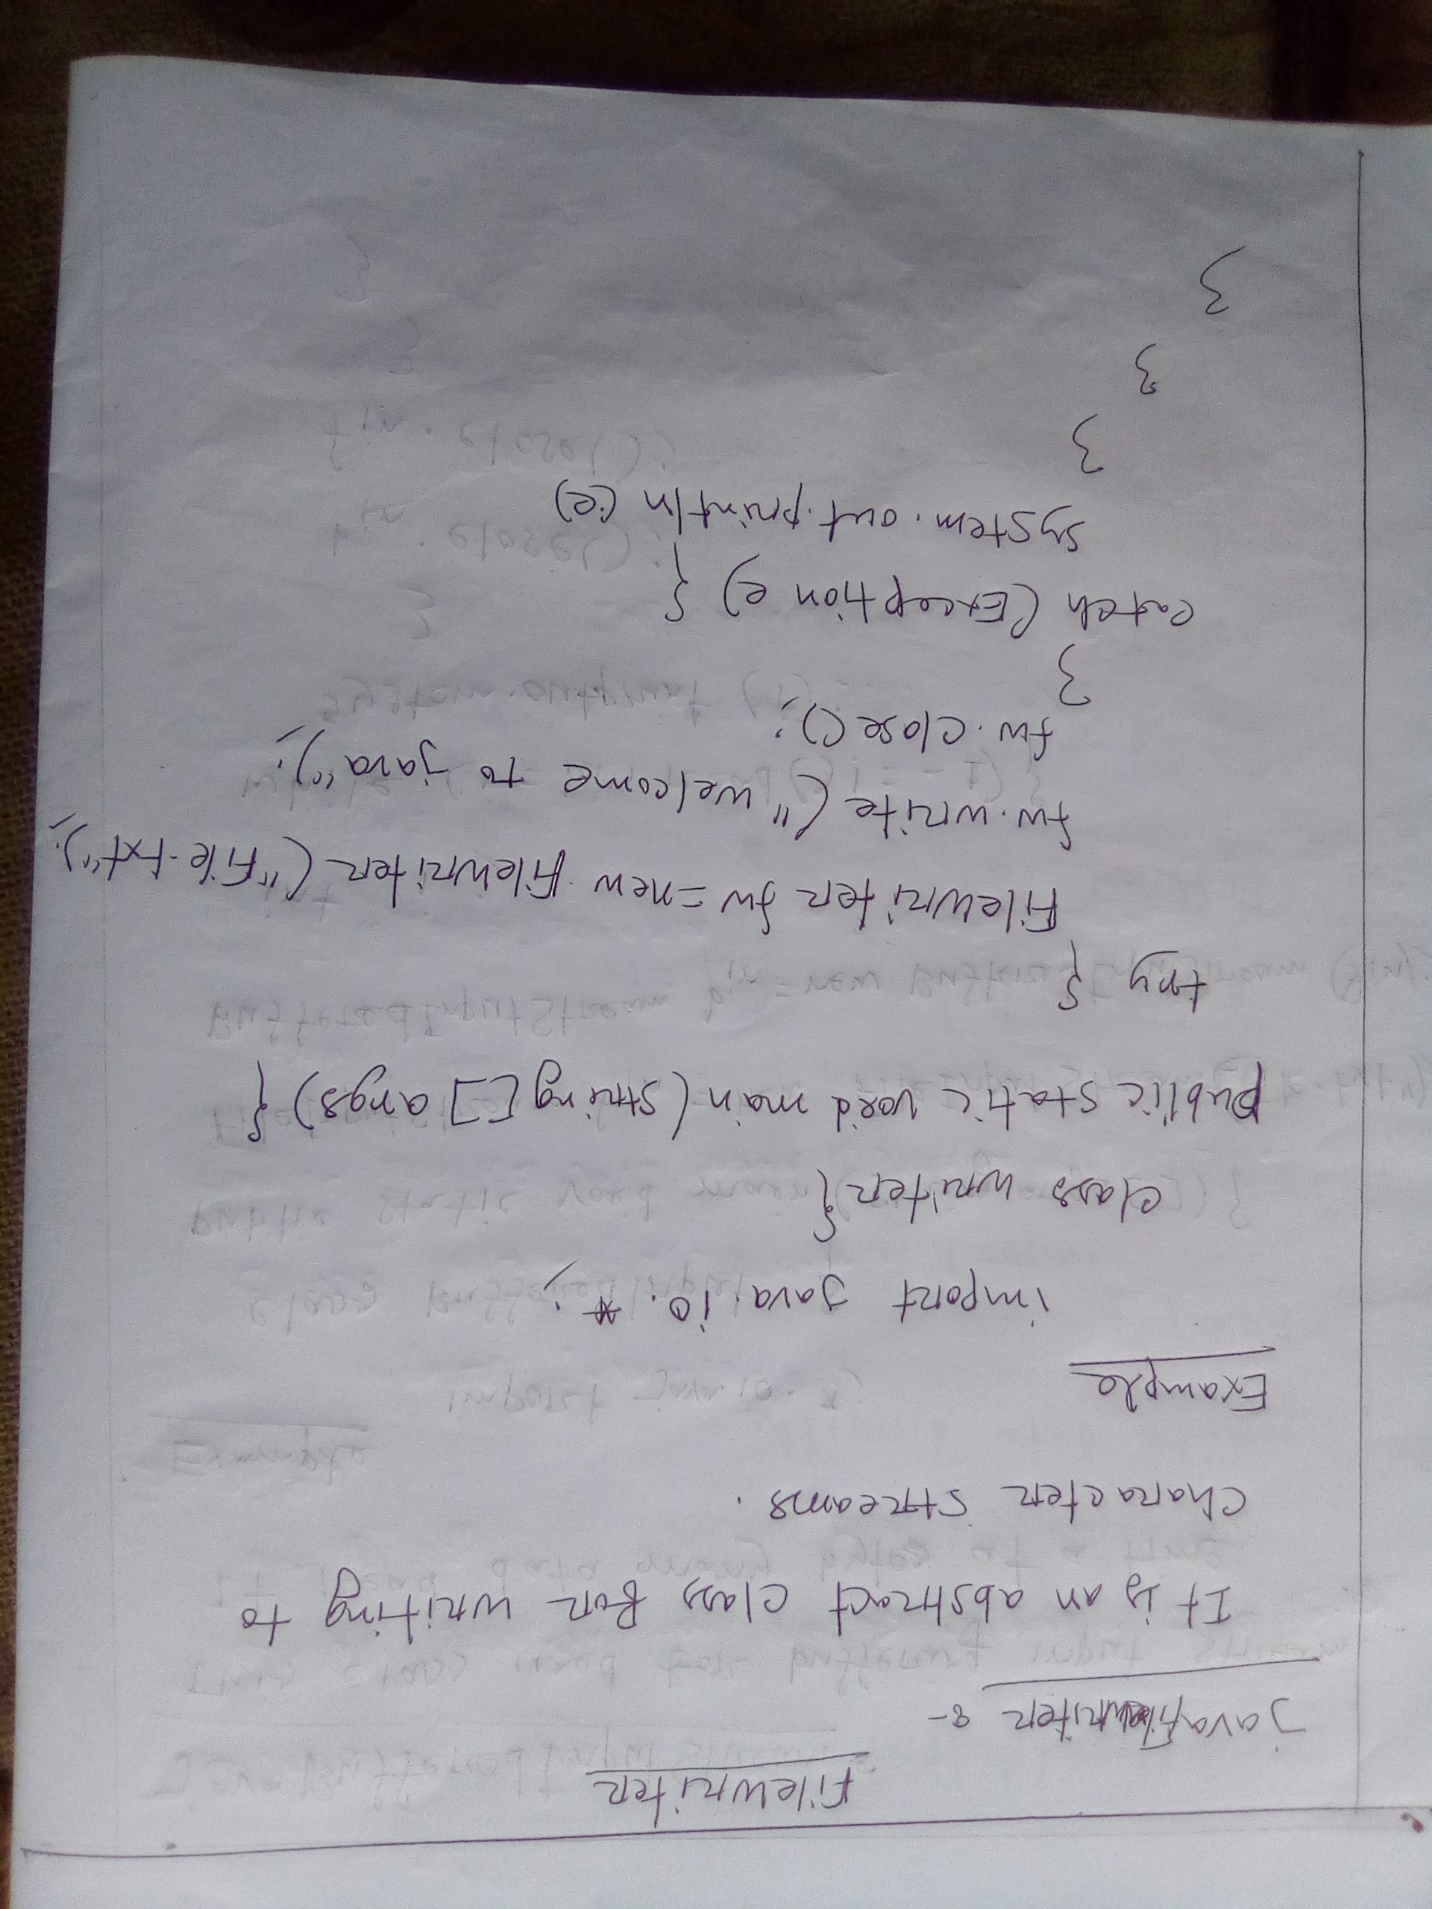 FileWriter
Javafilewriter :-
It is an abstract class for writing to
character streams.
Example
import java.io.*;
class writer{
public static void main(string[] args) {
try {
FileWriter fw = new FileWriter ("File.txt");
fw.write ("welcome to java");
fw.close();
}
catch (Exception e) {
system.out.println (e)
}
}
}